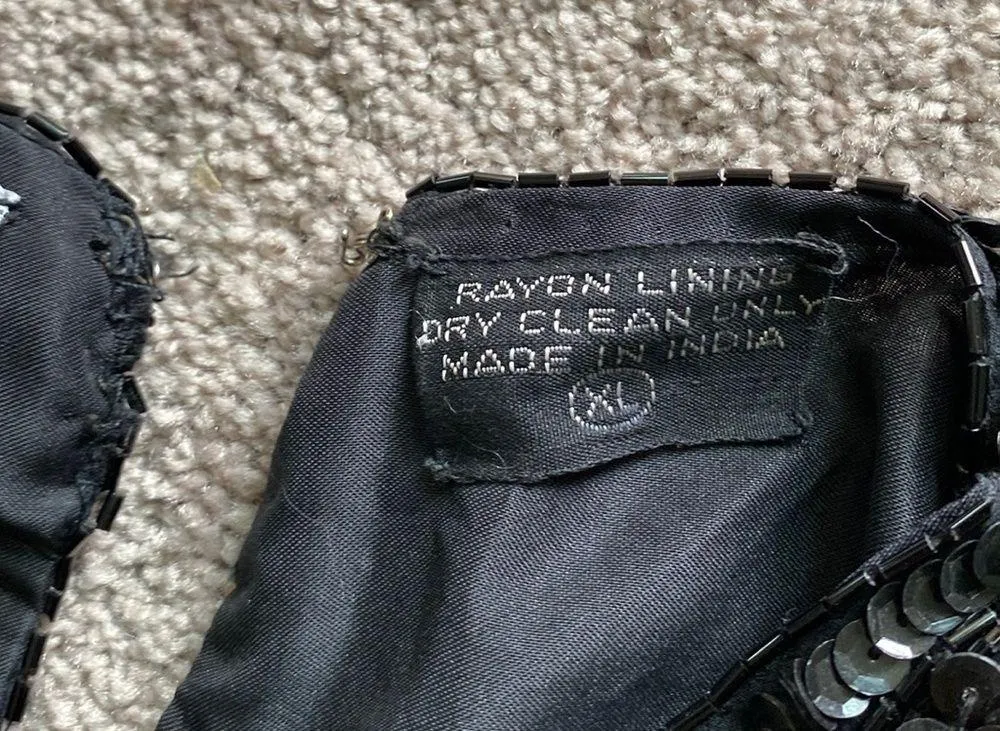 RAYON LINING
DRY CLEAN ONLY
MADE IN INDIA
XL